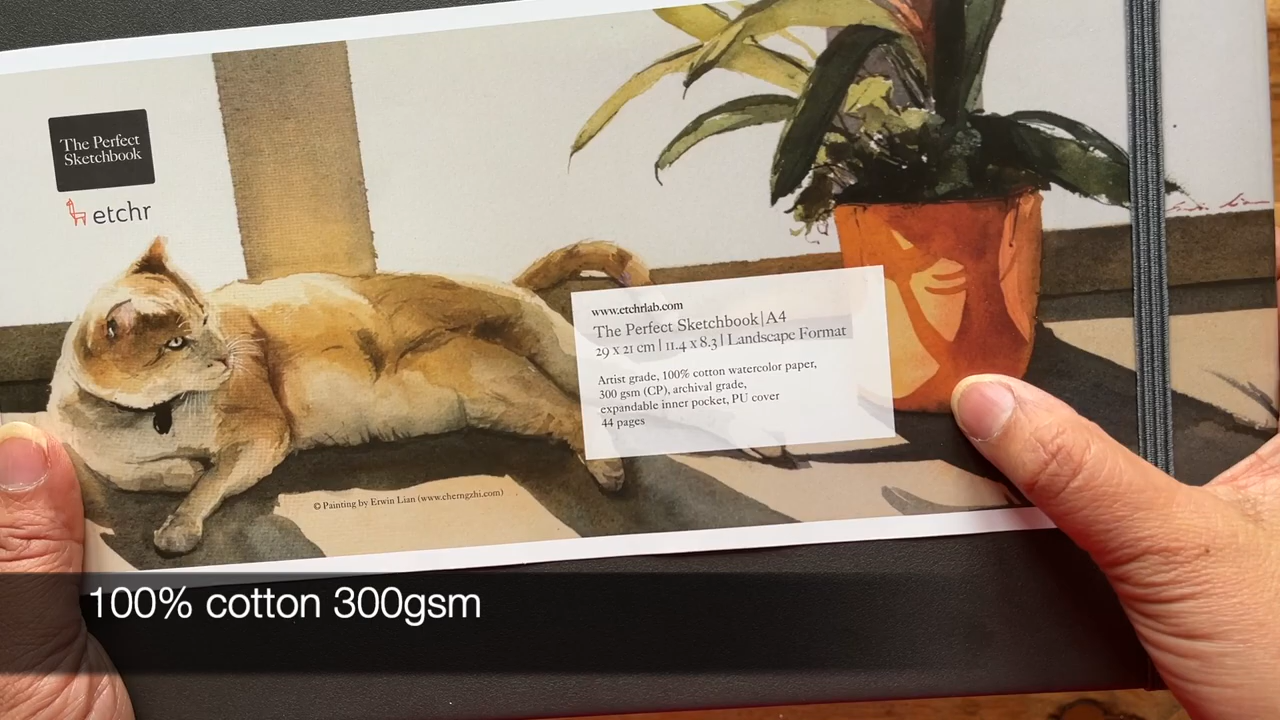 The Perfect
Sketchbook
etchr
www.etchrlab.com
The Perfect Sketchbook|A4
29 x 21 cm | 11.4 x 8.3 | Landscape Format
Artist grade, 100% cotton watercolor paper,
300 gsm (CP), archival grade,
expandable inner pocket, PU cover
44 pages
© Painting by Erwin Lian (www.cherngzhi.com)
100% cotton 300gsm